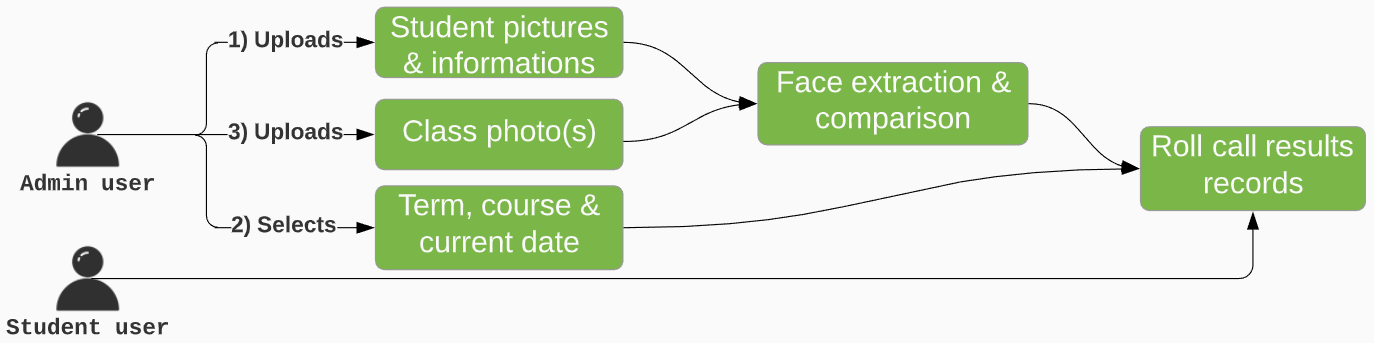 1) Uploads
Student pictures
& informations
3) Uploads
Class photo(s)
2) Selects
Term, course &
current date
Face extraction &
comparison
Roll call results
records
Admin user
Student user